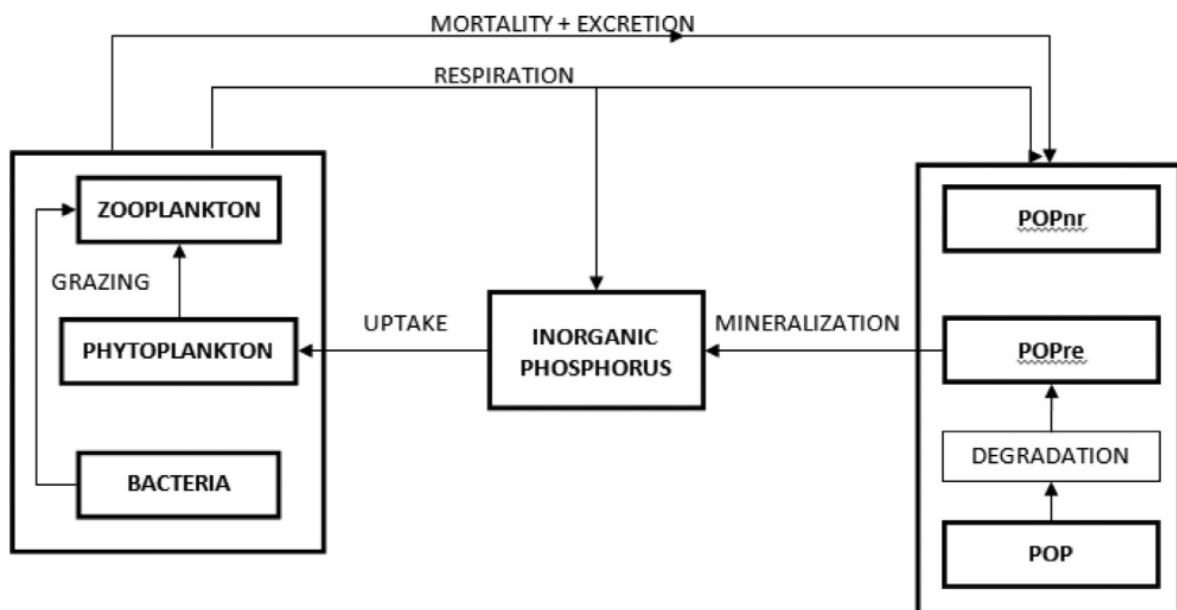 MORTALITY + EXCRETION
RESPIRATION
ZOOPLANKTON
POPnr
GRAZING
PHYTOPLANKTON
UPTAKE
INORGANIC
PHOSPHORUS
MINERALIZATION
POPre
BACTERIA
DEGRADATION
POP